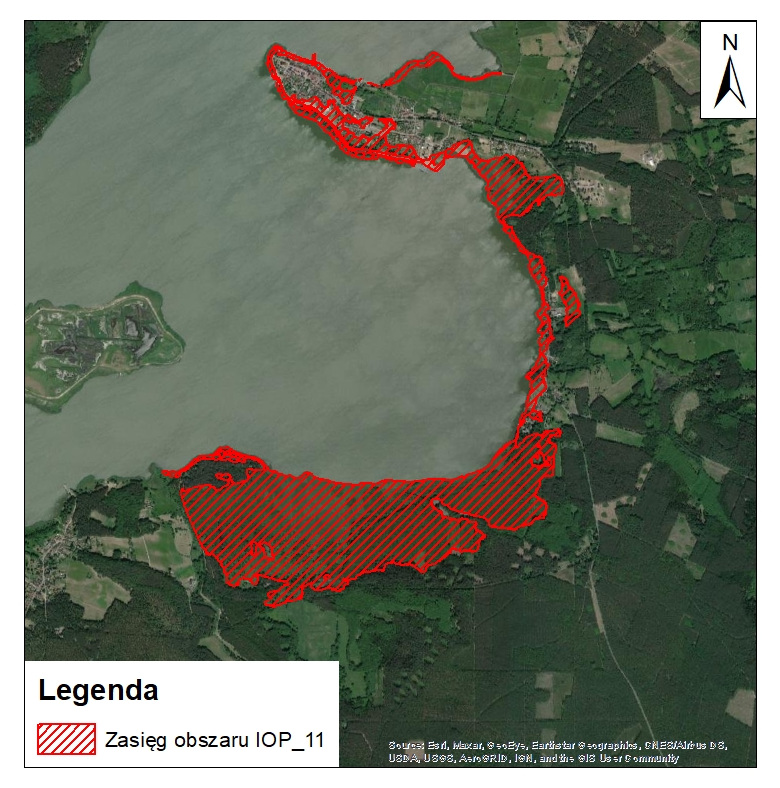 N
Legenda
Zasięg obszaru IOP_11
Source: Esri, Maxar, GeoEye, Earthstar Geographics, CNES/Airbus DS,
USDA, USGS, AeroGRID, IGN, and the GIS User Community